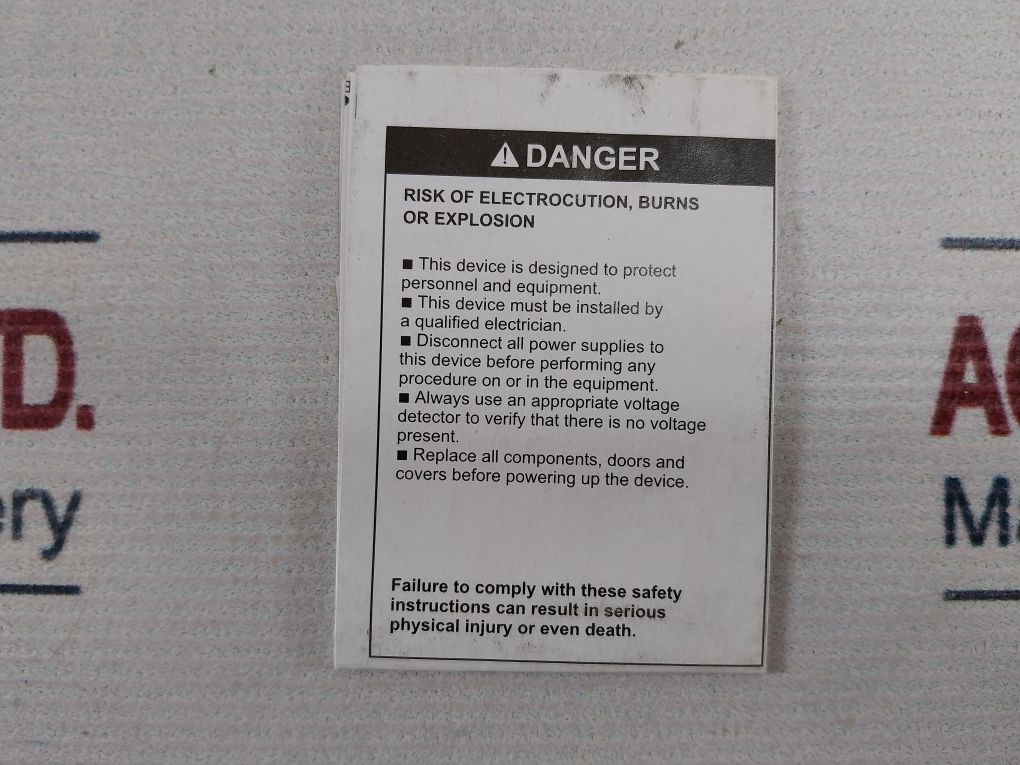 DANGER
RISK OF ELECTROCUTION, BURNS
OR EXPLOSION
■ This device is designed to protect
personnel and equipment.
■ This device must be installed by
a qualified electrician.
■ Disconnect all power supplies to
this device before performing any
procedure on or in the equipment.
■ Always use an appropriate voltage
detector to verify that there is no voltage
present.
■ Replace all components, doors and
covers before powering up the device.
Failure to comply with these safety
instructions can result in serious
physical injury or even death.
D.
ery